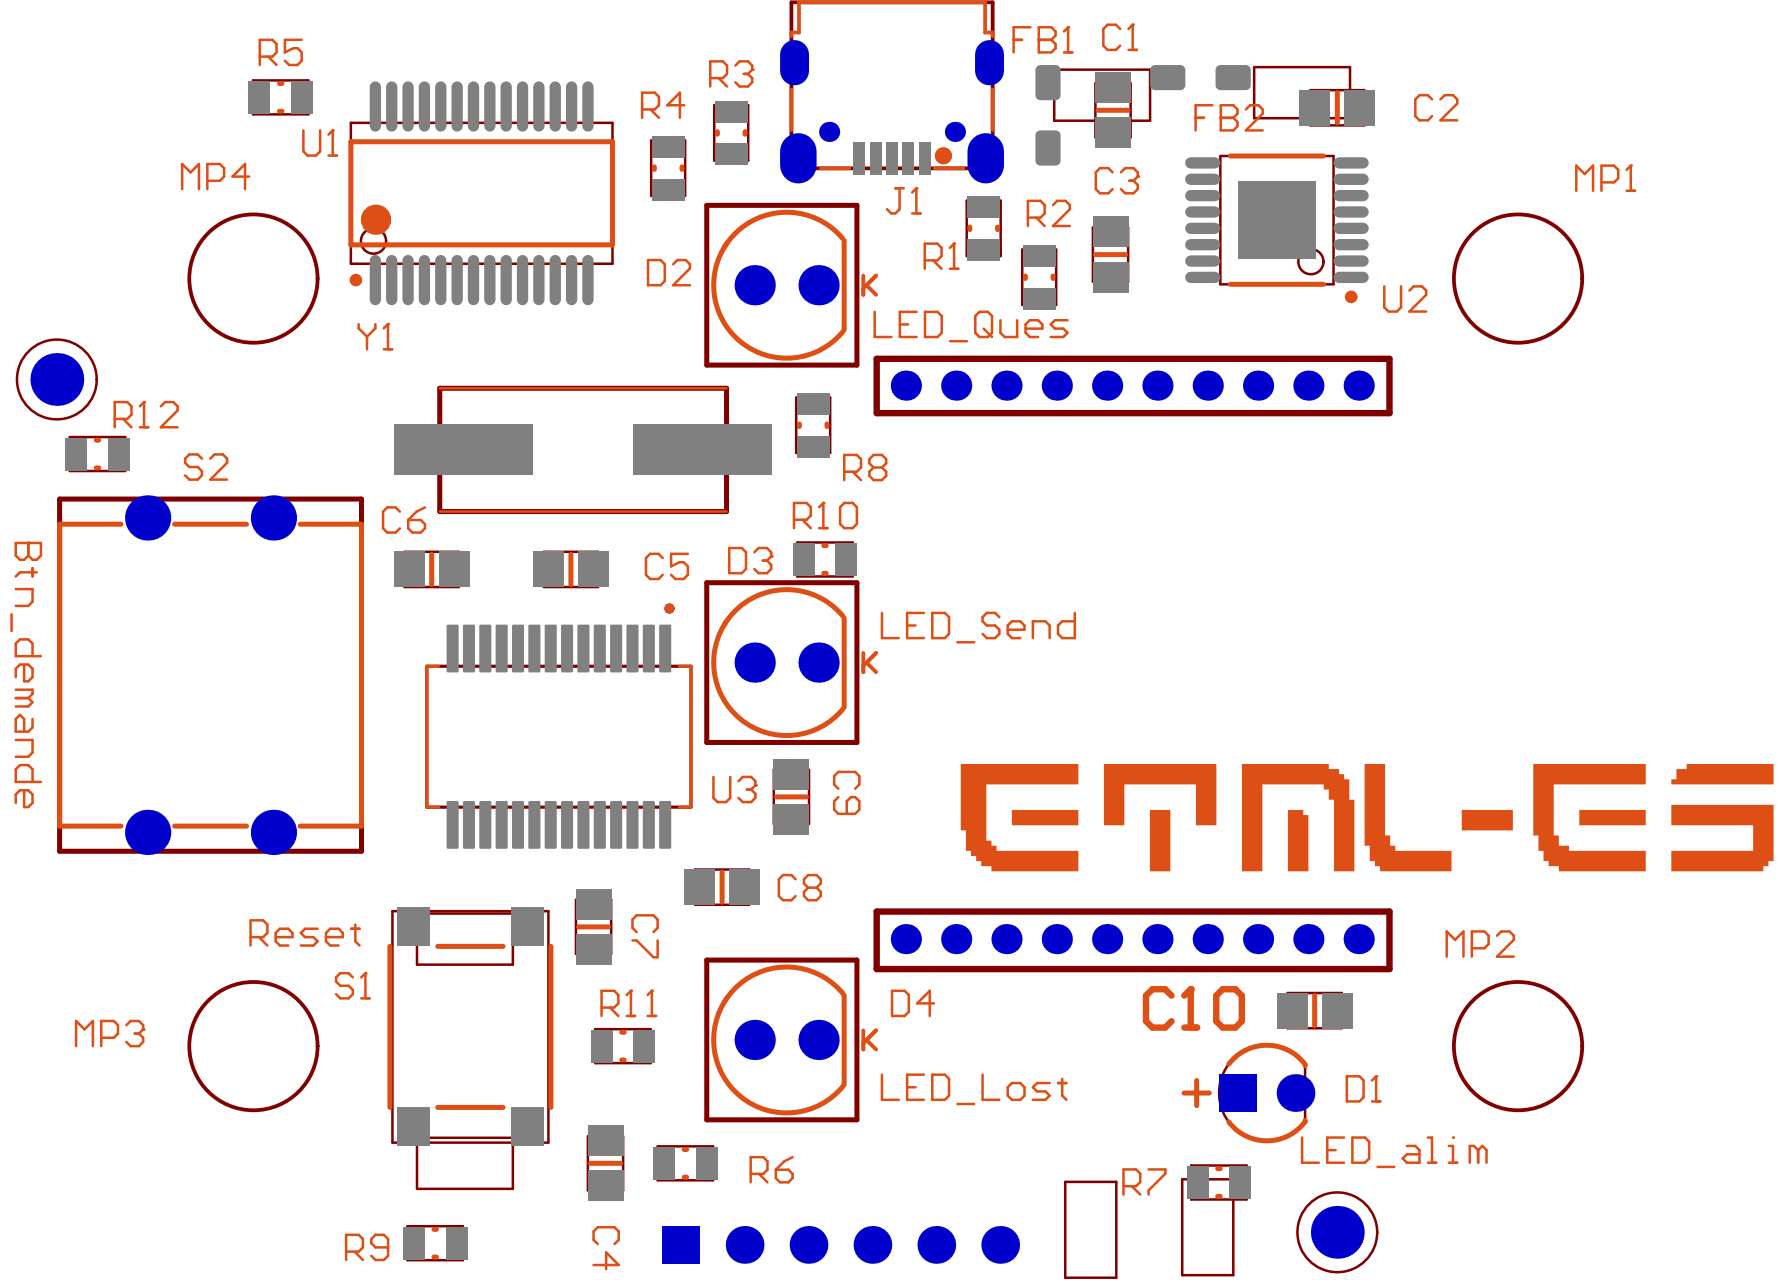 R5
FB1
C1
R3
R4
FB2
C2
U1
MP4
C3
MP1
J1
R2
R1
D2
U2
Y1
LED_Ques
K
R12
S2
R8
C6
R10
D3
C5
Btn_demande
LED_Send
K
U3
C9
ETML-ES
C8
Reset
C7
MP2
S1
R11
D4
C10
MP3
K
LED_Lost
+
D1
LED_alim
R6
R7
R9
C4